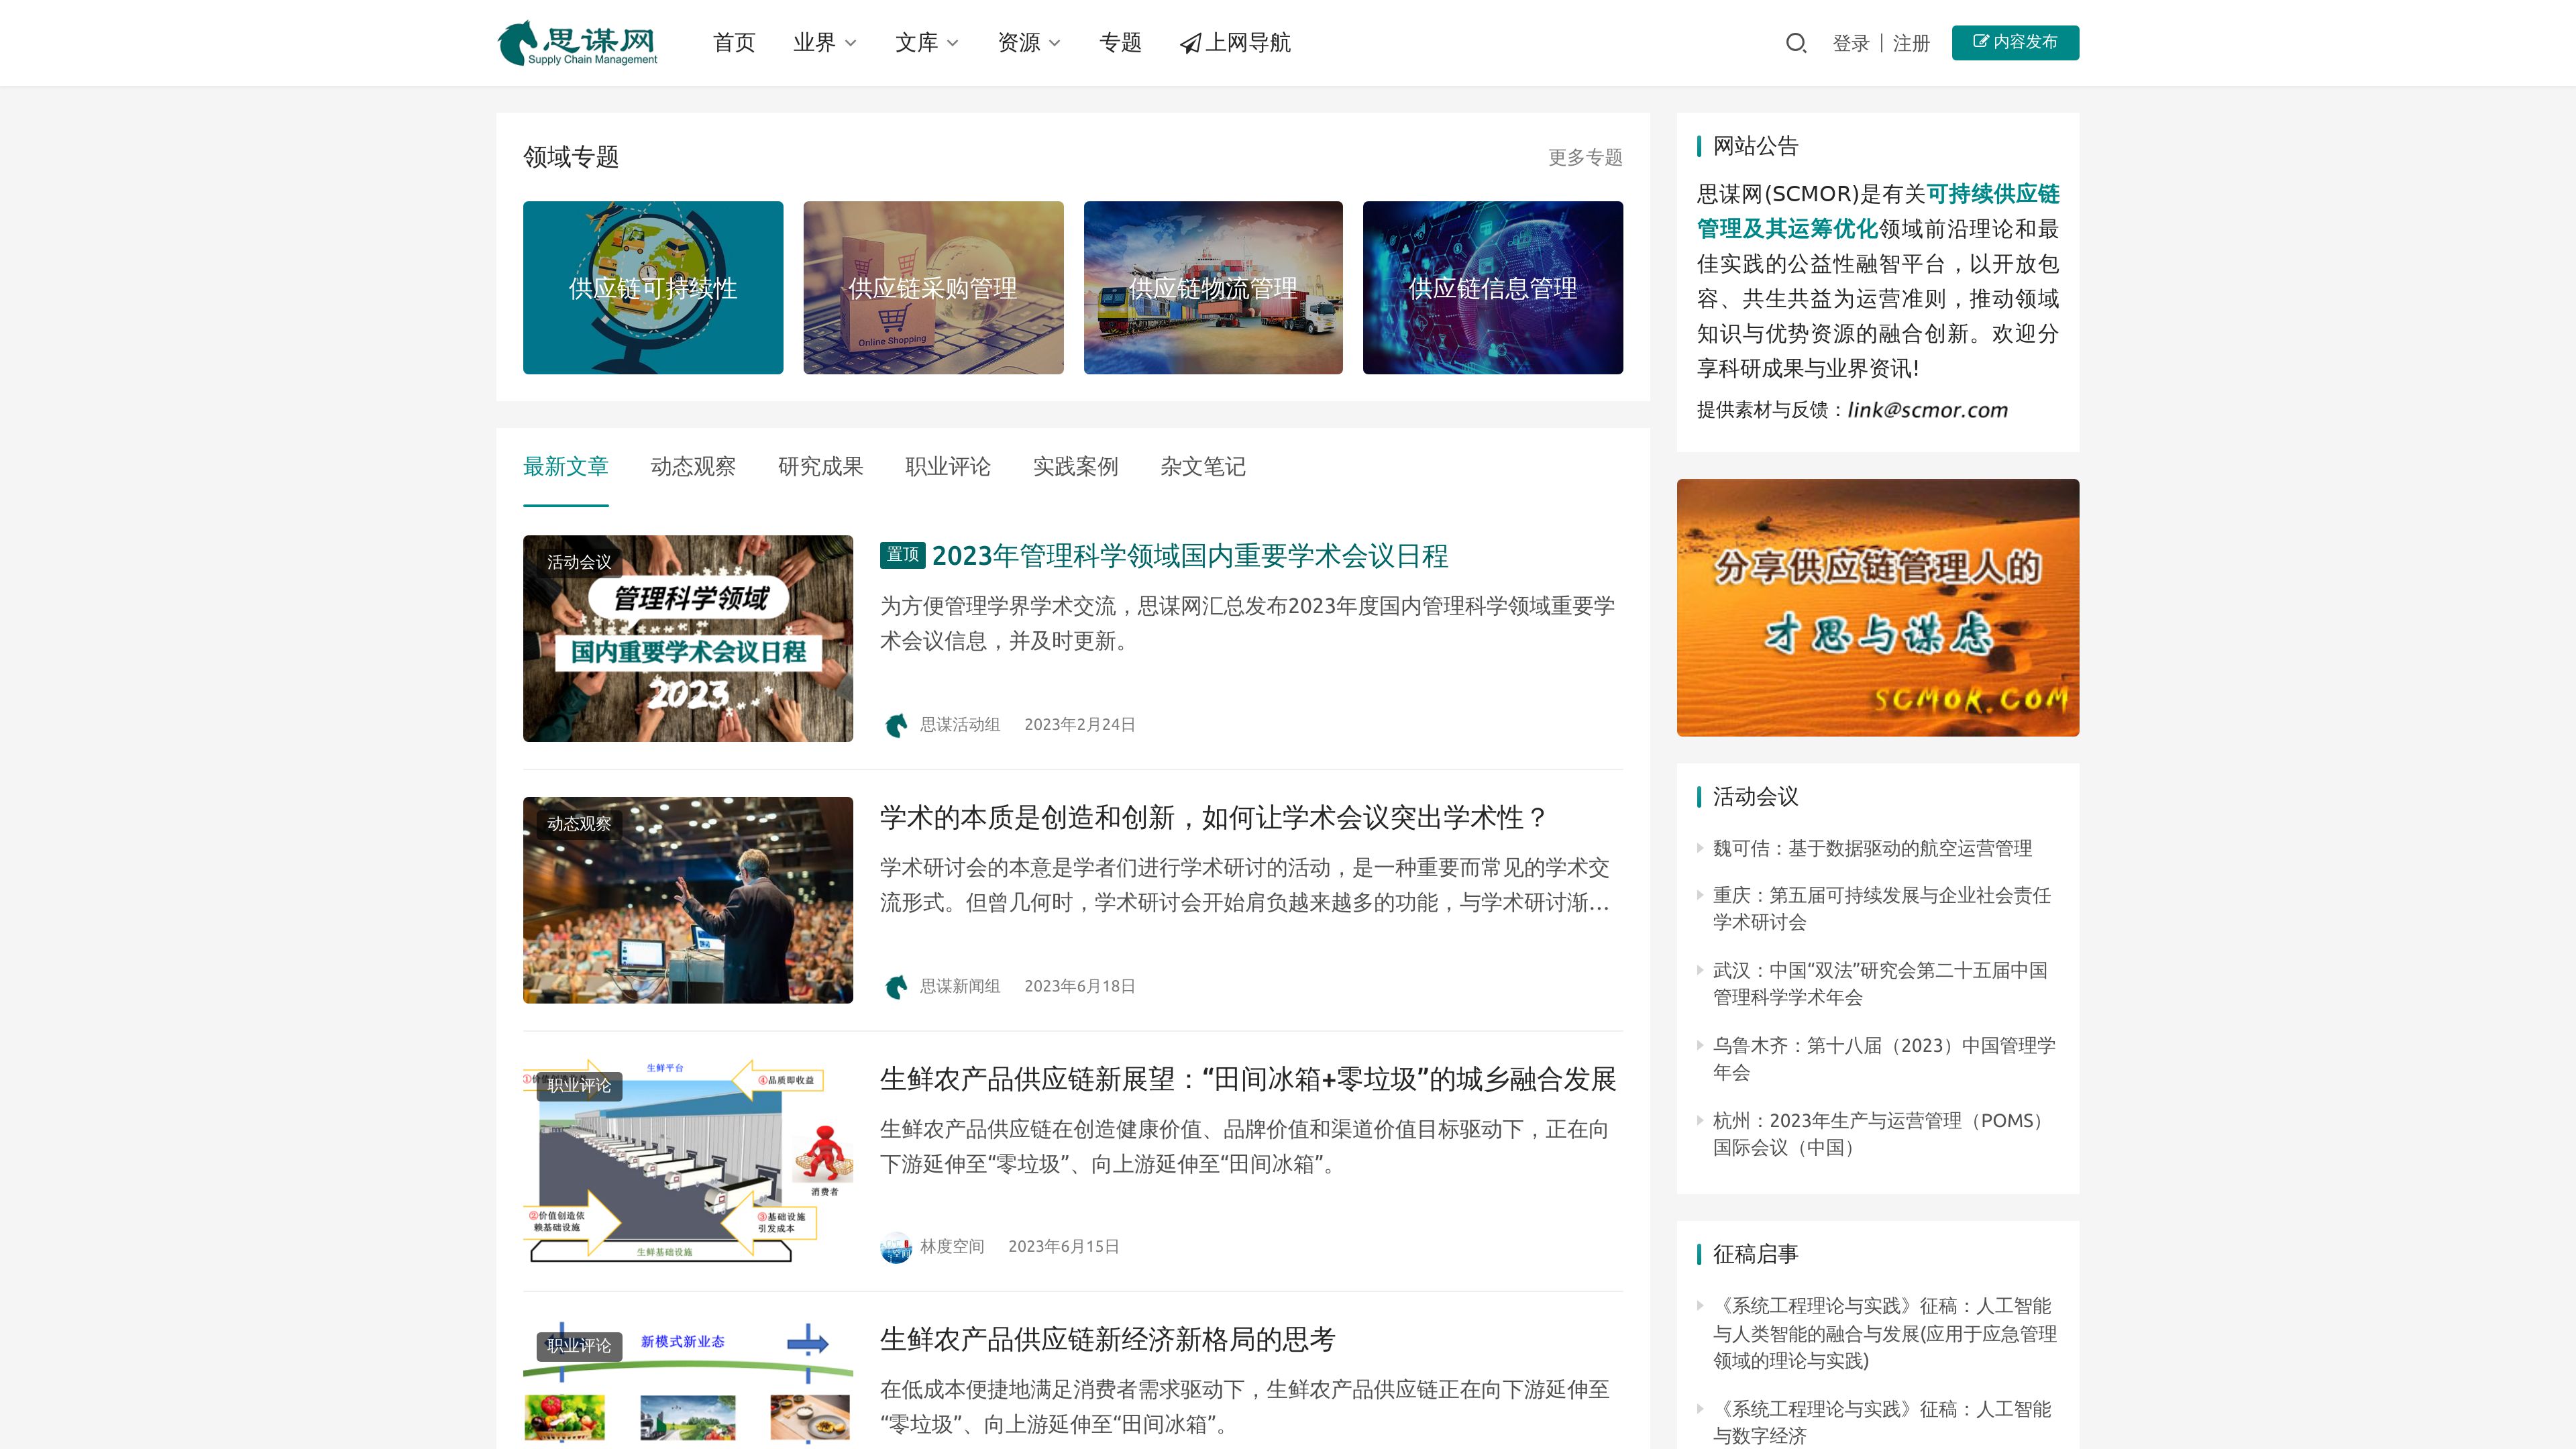 思谋网
Supply Chain Management
首页
业界
文库
资源
专题
上网导航
登录
注册
内容发布
领域专题
更多专题
供应链可持续性
供应链采购管理
Online Shopping
供应链物流管理
供应链信息管理
最新文章
动态观察
研究成果
职业评论
实践案例
杂文笔记
活动会议
管理科学领域
国内重要学术会议日程
2023
置顶 2023年管理科学领域国内重要学术会议日程
为方便管理学界学术交流，思谋网汇总发布2023年度国内管理科学领域重要学
术会议信息，并及时更新。
思谋活动组 2023年2月24日
动态观察
学术的本质是创造和创新，如何让学术会议突出学术性？
学术研讨会的本意是学者们进行学术研讨的活动，是一种重要而常见的学术交
流形式。但曾几何时，学术研讨会开始肩负越来越多的功能，与学术研讨渐…
思谋新闻组 2023年6月18日
职业评论
生鲜平台
④品质即收益
消费者
②价值创造依
赖基础设施
③基础设施
引发成本
生鲜基础设施
生鲜农产品供应链新展望：“田间冰箱+零垃圾”的城乡融合发展
生鲜农产品供应链在创造健康价值、品牌价值和渠道价值目标驱动下，正在向
下游延伸至“零垃圾”、向上游延伸至“田间冰箱”。
林度空间 2023年6月15日
职业评论
新模式新业态
生鲜农产品供应链新经济新格局的思考
在低成本便捷地满足消费者需求驱动下，生鲜农产品供应链正在向下游延伸至
“零垃圾”、向上游延伸至“田间冰箱”。
网站公告
思谋网(SCMOR)是有关可持续供应链
管理及其运筹优化领域前沿理论和最
佳实践的公益性融智平台，以开放包
容、共生共益为运营准则，推动领域
知识与优势资源的融合创新。欢迎分
享科研成果与业界资讯!
提供素材与反馈：link@scmor.com
分享供应链管理人的
才思与谋虑
SCMOR.COM
活动会议
魏可佶：基于数据驱动的航空运营管理
重庆：第五届可持续发展与企业社会责任
学术研讨会
武汉：中国“双法”研究会第二十五届中国
管理科学学术年会
乌鲁木齐：第十八届（2023）中国管理学
年会
杭州：2023年生产与运营管理（POMS）
国际会议（中国）
征稿启事
《系统工程理论与实践》征稿：人工智能
与人类智能的融合与发展(应用于应急管理
领域的理论与实践)
《系统工程理论与实践》征稿：人工智能
与数字经济